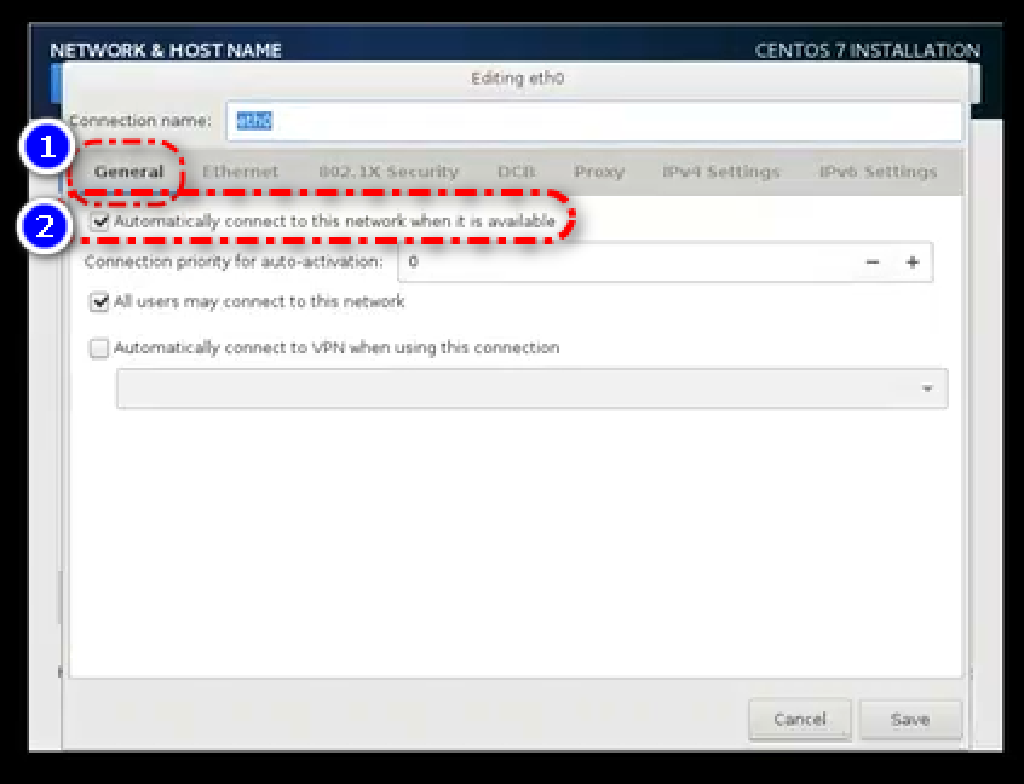 NETWORK & HOST NAME CENTOS 7 INSTALLATION
Editing eth0
Connection name: eth0
1
General Ethernet 802.1X Security DCB Proxy IPv4 Settings IPv6 Settings
2
Automatically connect to this network when it is available
Connection priority for auto-activation: 0 − +
All users may connect to this network
Automatically connect to VPN when using this connection
Cancel Save